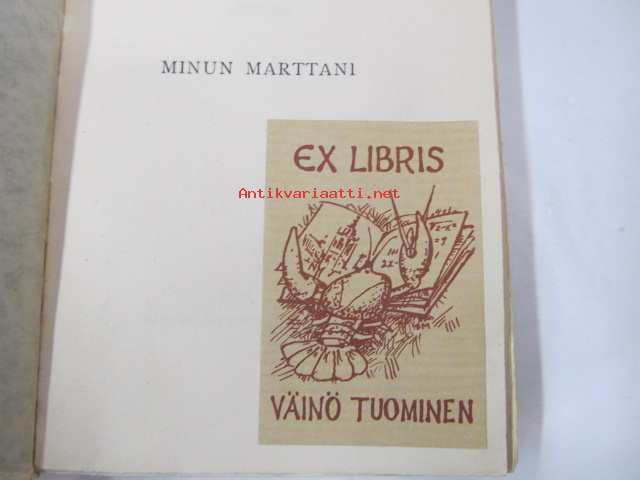 MINUN MARTTANI
EX LIBRIS
Antikvariaatti.net
VÄINÖ TUOMINEN